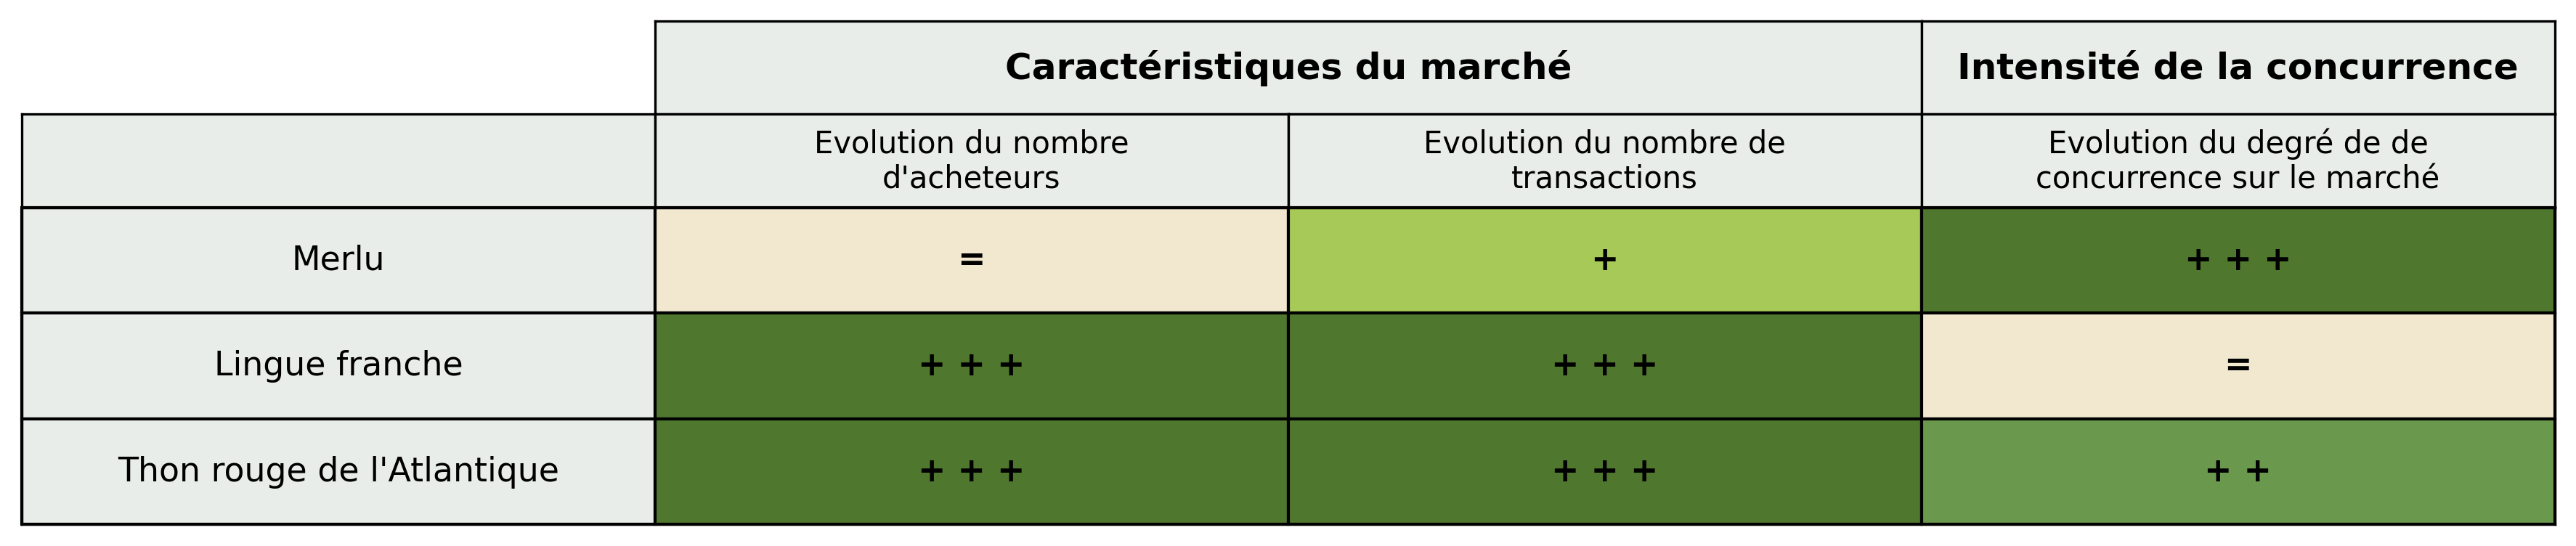 Caractéristiques du marché
Intensité de la concurrence
Evolution du nombre
d'acheteurs
Evolution du nombre de
transactions
Evolution du degré de de
concurrence sur le marché
Merlu
=
+
+ + +
Lingue franche
+ + +
+ + +
=
Thon rouge de l'Atlantique
+ + +
+ + +
+ +